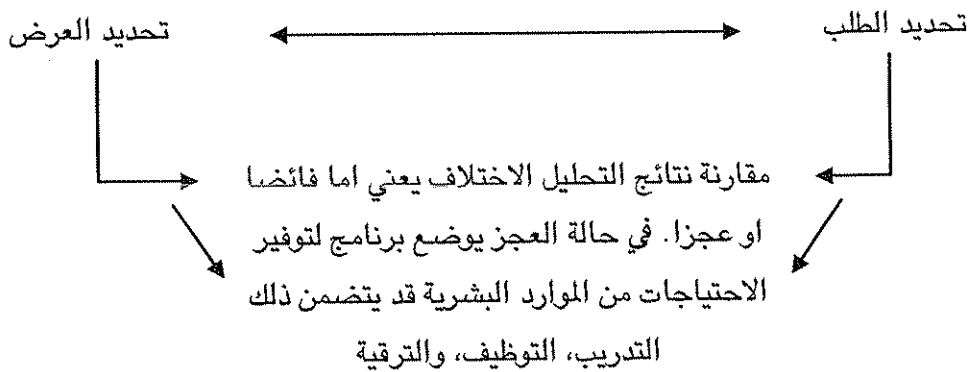 تحديد الطلب
تحديد العرض
مقارنة نتائج التحليل الاختلاف يعني اما فائضا
او عجزا. في حالة العجز يوضع برنامج لتوفير
الاحتياجات من الموارد البشرية قد يتضمن ذلك
التدريب، التوظيف، والترقية